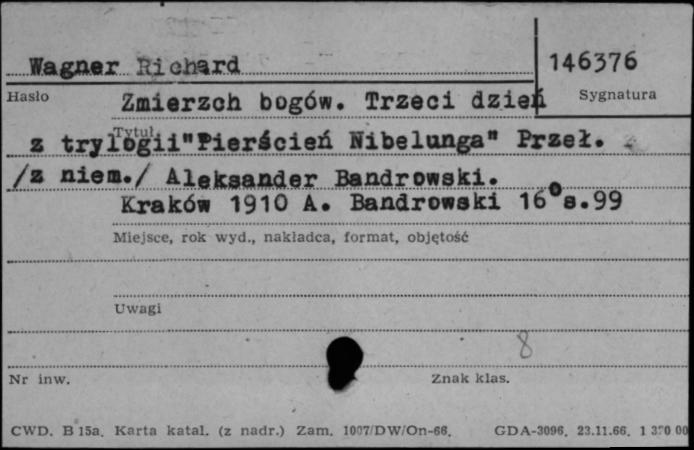 Wagner Richard
146376
Hasło
Sygnatura
Zmierzch bogów. Trzeci dzień
Tytuł
z trylogii"Pierścień Nibelunga" Przeł.
/z niem./ Aleksander Bandrowski.
Kraków 1910 A. Bandrowski 16° s.99
Miejsce, rok wyd., nakładca, format, objętość
Uwagi
8
Nr inw.
Znak klas.
CWD. B 15a. Karta katal. (z nadr.) Zam. 1007/DW/On-66. GDA-3096. 23.11.66.